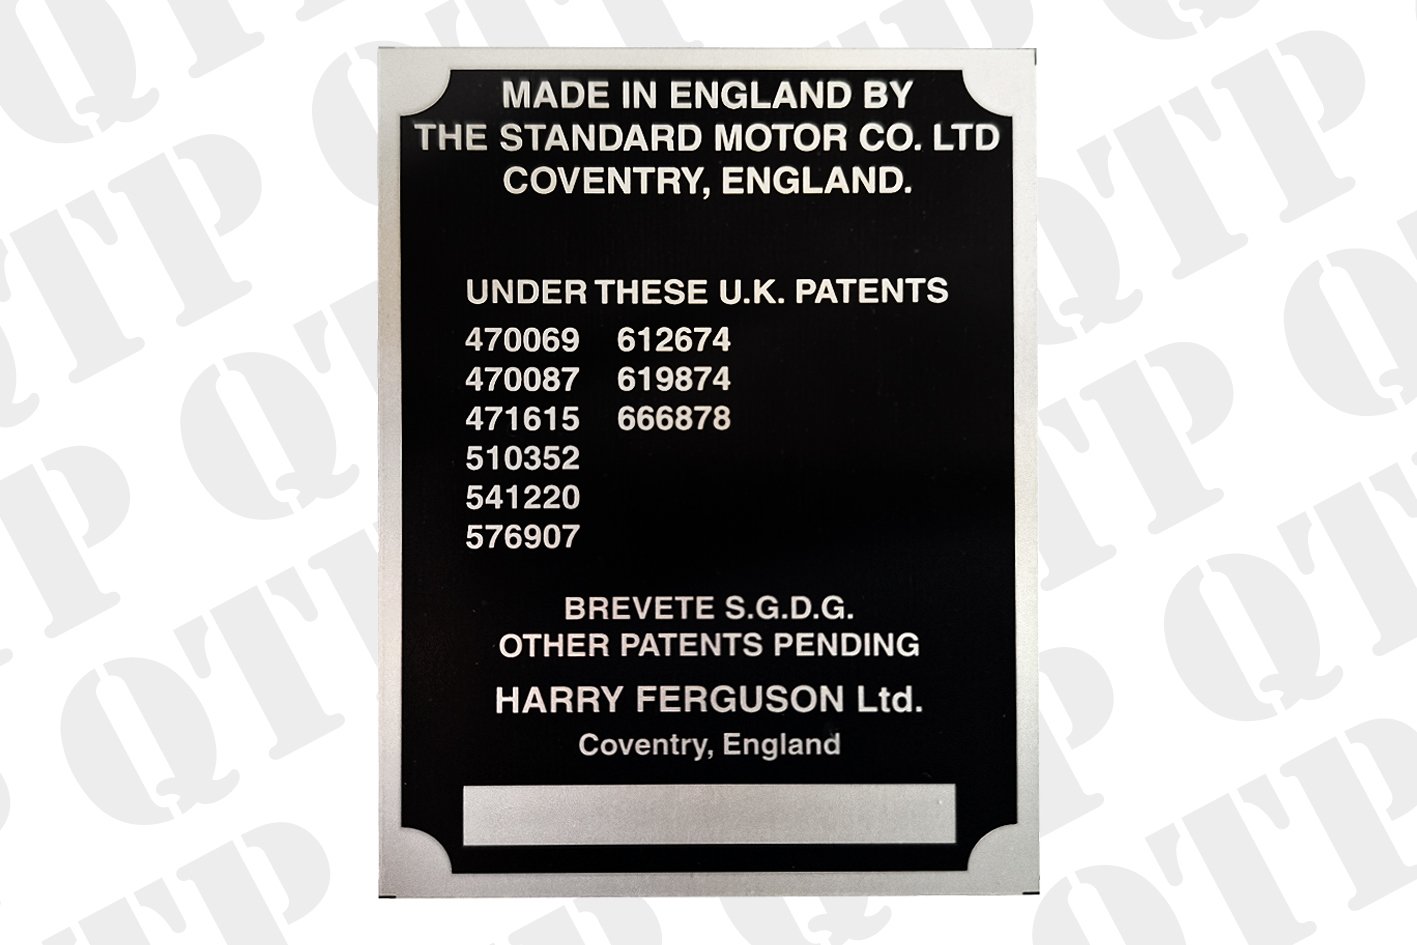 MADE IN ENGLAND BY
THE STANDARD MOTOR CO. LTD
COVENTRY, ENGLAND.
UNDER THESE U.K. PATENTS
470069 612674
470087 619874
471615 666878
510352
541220
576907
BREVETE S.G.D.G.
OTHER PATENTS PENDING
HARRY FERGUSON Ltd.
Coventry, England
QTP